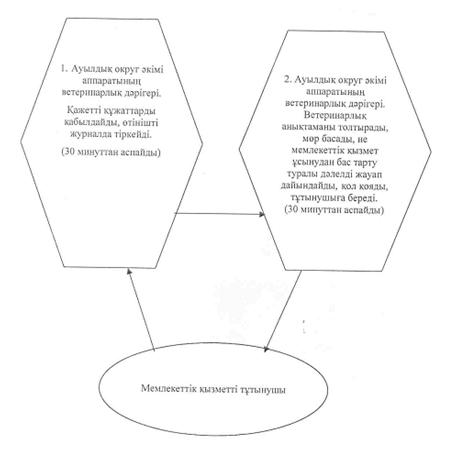 1. Ауылдық округ әкімі
аппаратының
ветеринарлық дәрігері.
Қажетті құжаттарды
қабылдайды, өтінішті
журналда тіркейді.
(30 минуттан аспайды)
2. Ауылдық округ әкімі
аппаратының
ветеринарлық дәрігері.
Ветеринарлық
анықтаманы толтырады,
мөр басады, не
мемлекеттік қызмет
ұсынудан бас тарту
туралы дәлелді жауап
дайындайды, қол қояды,
тұтынушыға береді.
(30 минуттан аспайды)
Мемлекеттік қызметті тұтынушы